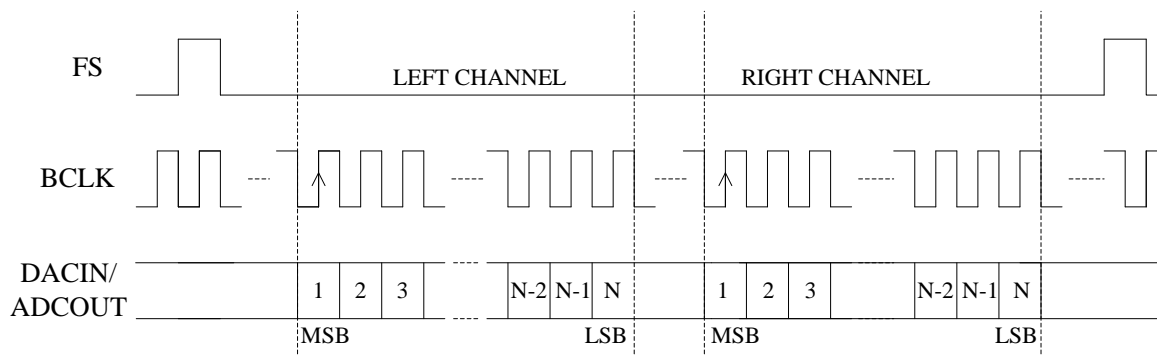 FS
LEFT CHANNEL RIGHT CHANNEL
BCLK
DACIN/
ADCOUT
1 2 3 N-2 N-1 N 1 2 3 N-2 N-1 N
MSB LSB MSB LSB